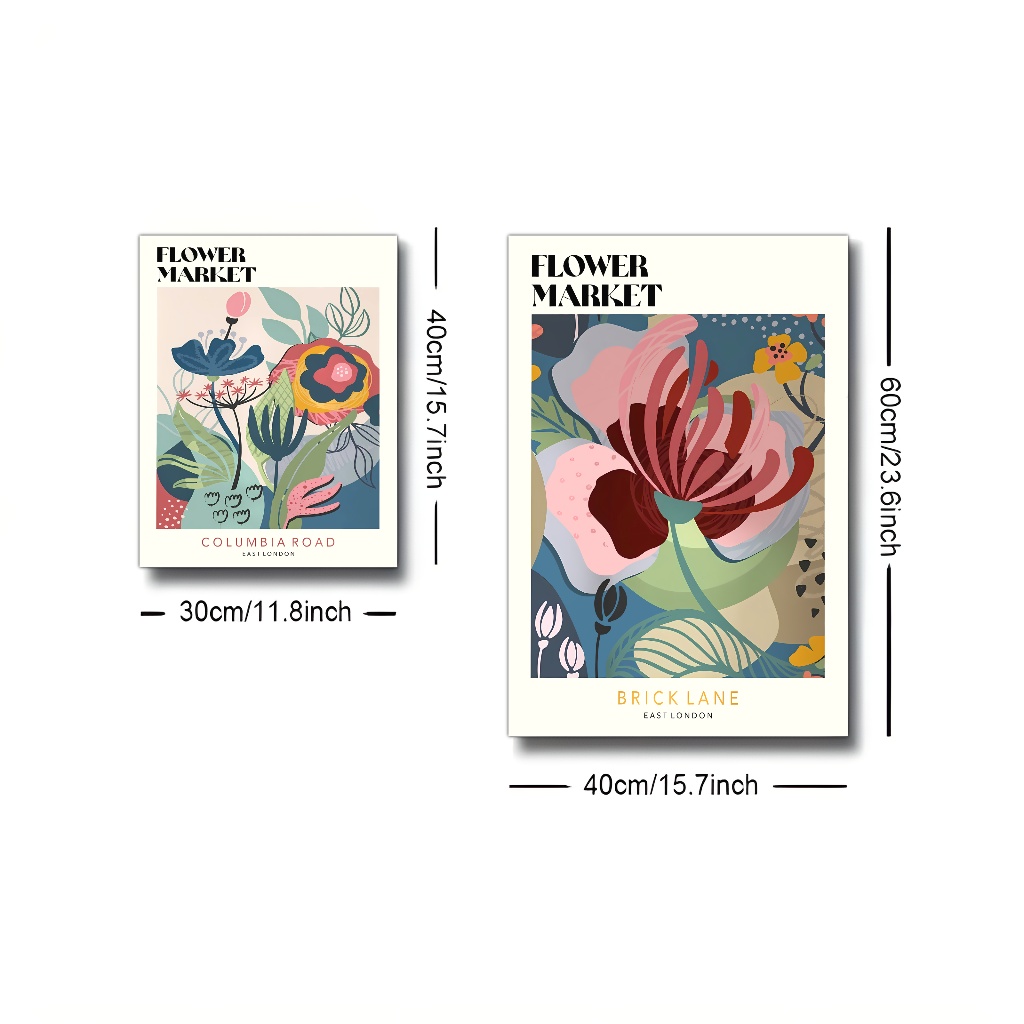 FLOWER
MARKET
COLUMBIA ROAD
EAST LONDON
40cm/15.7inch
30cm/11.8inch
FLOWER
MARKET
BRICK LANE
EAST LONDON
60cm/23.6inch
40cm/15.7inch